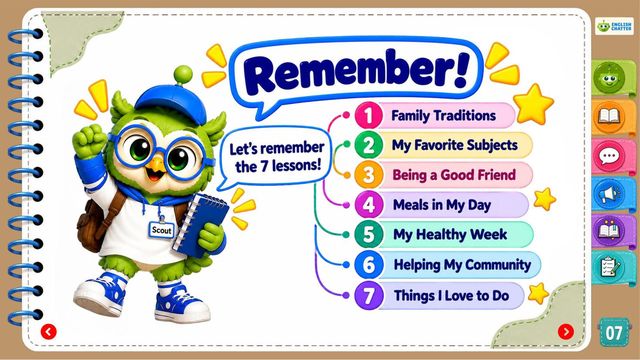 ENGLISH
CHATTER
Remember!
Let's remember
the 7 lessons!
1 Family Traditions
2 My Favorite Subjects
3 Being a Good Friend
4 Meals in My Day
5 My Healthy Week
6 Helping My Community
7 Things I Love to Do
Scout
07